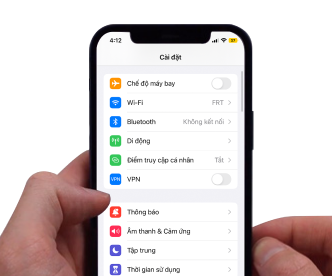 4:12
Cài đặt
Chế độ máy bay
Wi-Fi FRT
Bluetooth Không kết nối
Di động
Điểm truy cập cá nhân Tắt
VPN VPN
Thông báo
Âm thanh & Cảm ứng
Tập trung
Thời gian sử dụng